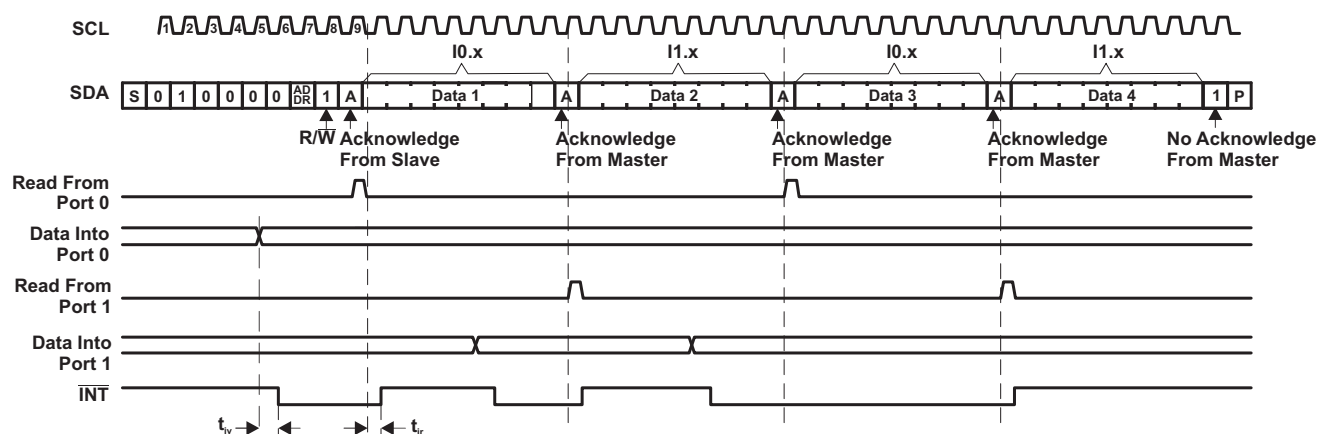 SCL 1 2 3 4 5 6 7 8 9
I0.x I1.x I0.x I1.x
SDA S 0 1 0 0 0 0 AD DR 1 A Data 1 A Data 2 A Data 3 A Data 4 1 P
R/W Acknowledge From Slave
Acknowledge From Master
Acknowledge From Master
Acknowledge From Master
No Acknowledge From Master
Read From
Port 0
Data Into
Port 0
Read From
Port 1
Data Into
Port 1
INT
tiv tir